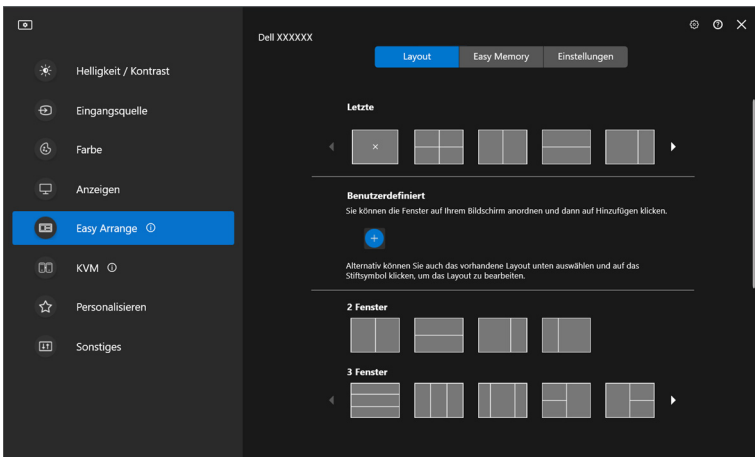 Dell XXXXXX
Layout
Easy Memory
Einstellungen
Helligkeit / Kontrast
Eingangsquelle
Farbe
Anzeigen
Easy Arrange
KVM
Personalisieren
Sonstiges
Letzte
Benutzerdefiniert
Sie können die Fenster auf Ihrem Bildschirm anordnen und dann auf Hinzufügen klicken.
Alternativ können Sie auch das vorhandene Layout unten auswählen und auf das
Stiftsymbol klicken, um das Layout zu bearbeiten.
2 Fenster
3 Fenster